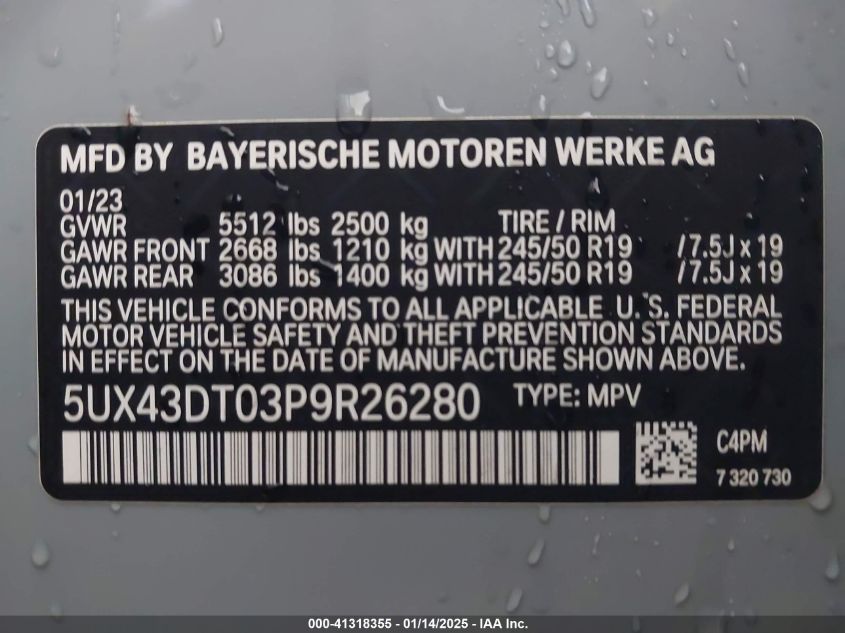 MFD BY BAYERISCHE MOTOREN WERKE AG
01/23
GVWR 5512 lbs 2500 kg TIRE / RIM
GAWR FRONT 2668 lbs 1210 kg WITH 245/50 R19 /7.5J x 19
GAWR REAR 3086 lbs 1400 kg WITH 245/50 R19 /7.5J x 19
THIS VEHICLE CONFORMS TO ALL APPLICABLE U. S. FEDERAL
MOTOR VEHICLE SAFETY AND THEFT PREVENTION STANDARDS
IN EFFECT ON THE DATE OF MANUFACTURE SHOWN ABOVE.
5UX43DT03P9R26280 TYPE: MPV
C4PM
7 320 730
000-41318355 - 01/14/2025 - IAA Inc.